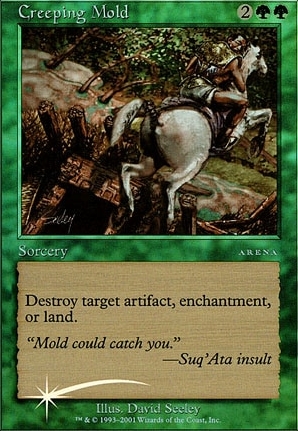 Creeping Mold 2
Seeley
Sorcery ARENA
Destroy target artifact, enchantment,
or land.
“Mold could catch you.”
—Suq’Ata insult
Illus. David Seeley
™ & © 1993–2001 Wizards of the Coast, Inc.